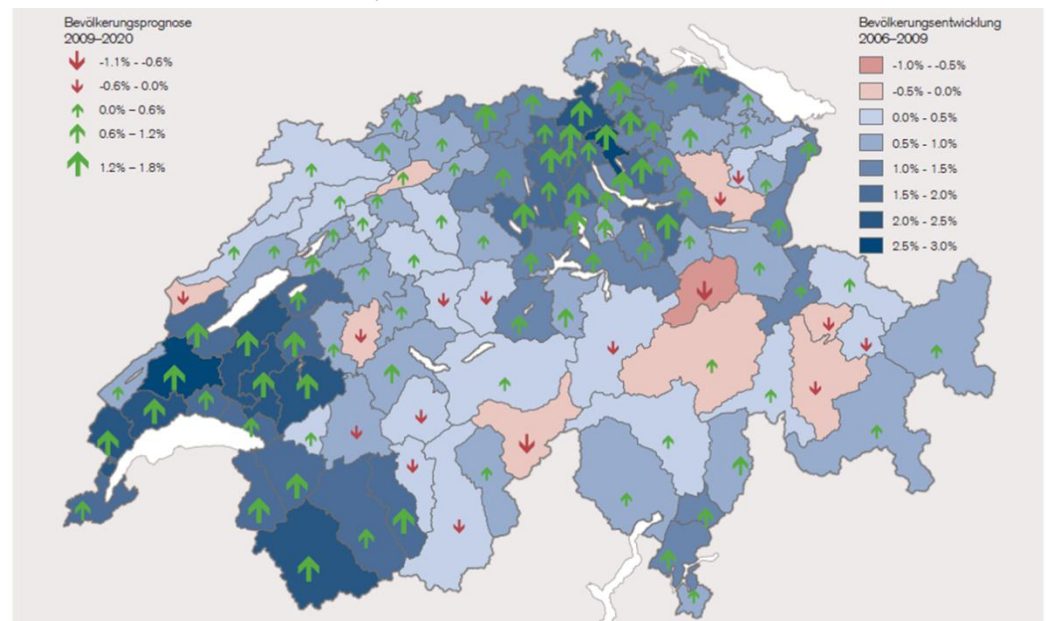 Bevölkerungsprognose
2009–2020
-1.1% - -0.6%
-0.6% - -0.0%
0.0% – 0.6%
0.6% – 1.2%
1.2% – 1.8%
Bevölkerungsentwicklung
2006–2009
-1.0% - -0.5%
-0.5% - 0.0%
0.0% - 0.5%
0.5% - 1.0%
1.0% - 1.5%
1.5% - 2.0%
2.0% - 2.5%
2.5% - 3.0%